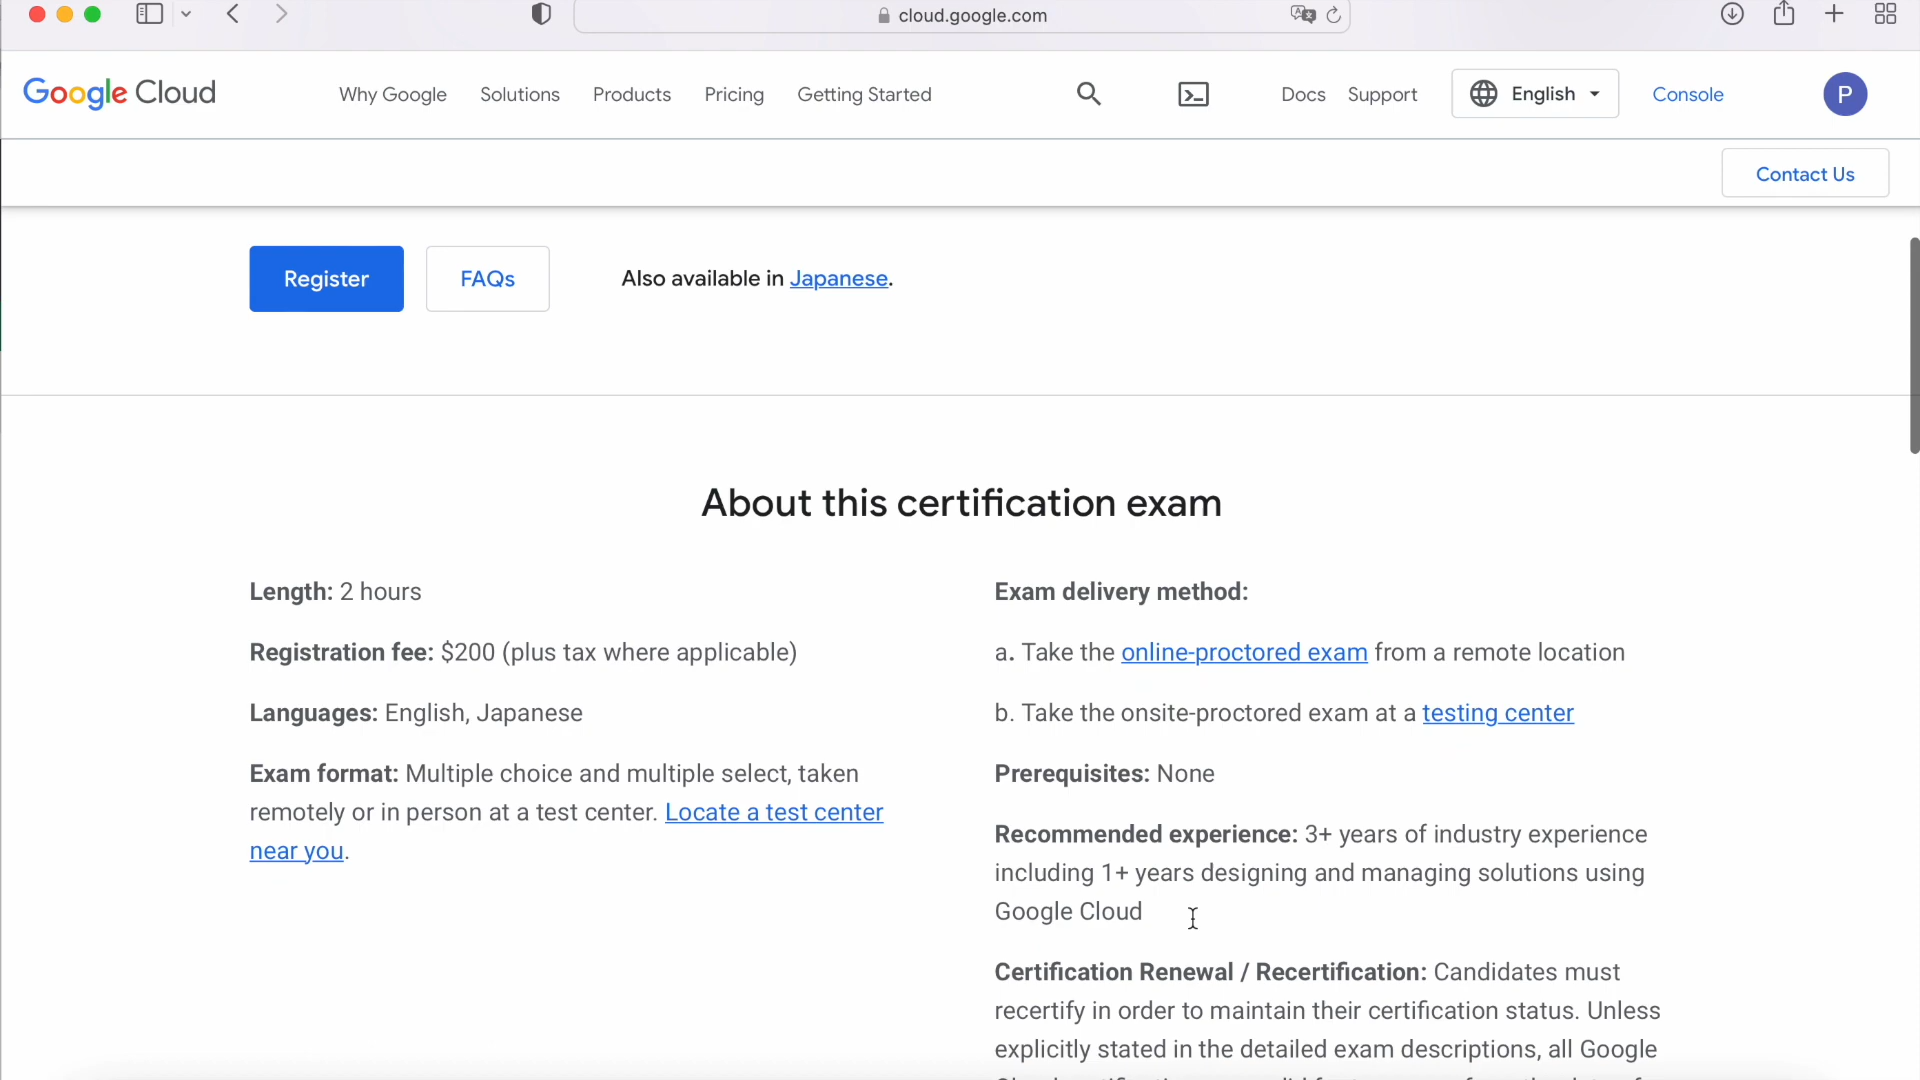 cloud.google.com
Google Cloud Why Google Solutions Products Pricing Getting Started Docs Support English Console P
Contact Us
Register FAQs Also available in Japanese.
About this certification exam
Length: 2 hours
Registration fee: $200 (plus tax where applicable)
Languages: English, Japanese
Exam format: Multiple choice and multiple select, taken
remotely or in person at a test center. Locate a test center
near you.
Exam delivery method:
a. Take the online-proctored exam from a remote location
b. Take the onsite-proctored exam at a testing center
Prerequisites: None
Recommended experience: 3+ years of industry experience
including 1+ years designing and managing solutions using
Google Cloud
Certification Renewal / Recertification: Candidates must
recertify in order to maintain their certification status. Unless
explicitly stated in the detailed exam descriptions, all Google